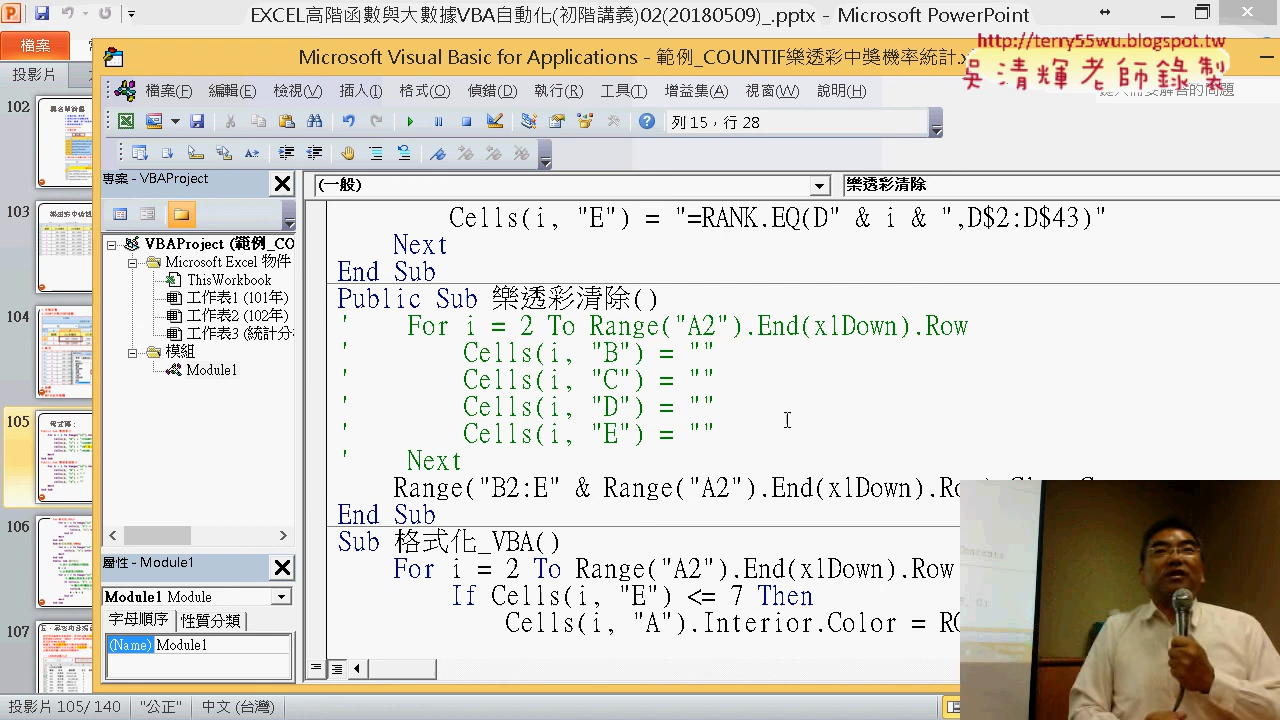 EXCEL高階函數與大數據VBA自動化(初階講義)02(20180509)_.pptx - Microsoft PowerPoint
檔案
http://terry55wu.blogspot.tw
吳清輝老師錄製
Microsoft Visual Basic for Applications - 範例_COUNTIF樂透彩中獎機率統計.x
投影片
檔案(F) 編輯(E) 檢視(V) 插入(I) 格式(O) 偵錯(D) 執行(R) 工具(T) 增益集(A) 視窗(W) 說明(H)
列 15，行 28
專案 - VBAProject
(一般)
樂透彩清除
VBAProject (範例_CO
Microsoft Excel 物件
ThisWorkbook
工作表1 (101年)
工作表2 (102年)
工作表3 (統計分
模組
Module1
Cells(i, "E") = "=RANK.EQ(D" & i & ",D$2:D$43)"
Next
End Sub
Public Sub 樂透彩清除()
' For i = 2 To Range("A2").End(xlDown).Row
' Cells(i, "B") = ""
' Cells(i, "C") = ""
' Cells(i, "D") = ""
' Cells(i, "E") = ""
' Next
Range("B2:E" & Range("A2").End(xlDown).Row)
End Sub
Sub 格式化_VBA()
For i = 2 To Range("A2").End(xlDown).Row
If Cells(i, "E") <= 7 Then
Cells(i, "A").Interior.Color =
屬性 - Module1
Module1 Module
字母順序 性質分類
(Name) Module1
102
103
104
105
106
107
投影片 105/ 140 "公正" 中文 (台灣)